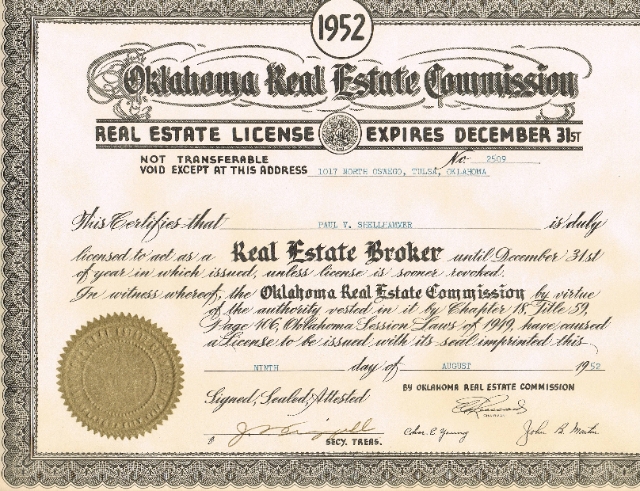 1952
Oklahoma Real Estate Commission
REAL ESTATE LICENSE EXPIRES DECEMBER 31ST
NOT TRANSFERABLE No. 2509
VOID EXCEPT AT THIS ADDRESS 1017 NORTH OSWEGO, TULSA, OKLAHOMA
This Certifies that PAUL V. SHELLHAMMER is duly
licensed to act as a Real Estate Broker until December 31st
of year in which issued, unless license is sooner revoked.
In witness whereof, the Oklahoma Real Estate Commission by virtue
of the authority vested in it by Chapter 18, Title 59,
Page 406, Oklahoma Session Laws of 1949, have caused
a License to be issued with its seal imprinted this
NINTH day of AUGUST 1952
BY OKLAHOMA REAL ESTATE COMMISSION
Signed, Sealed, Attested
SECY. TREAS. Chas. E. Young John B. Martin